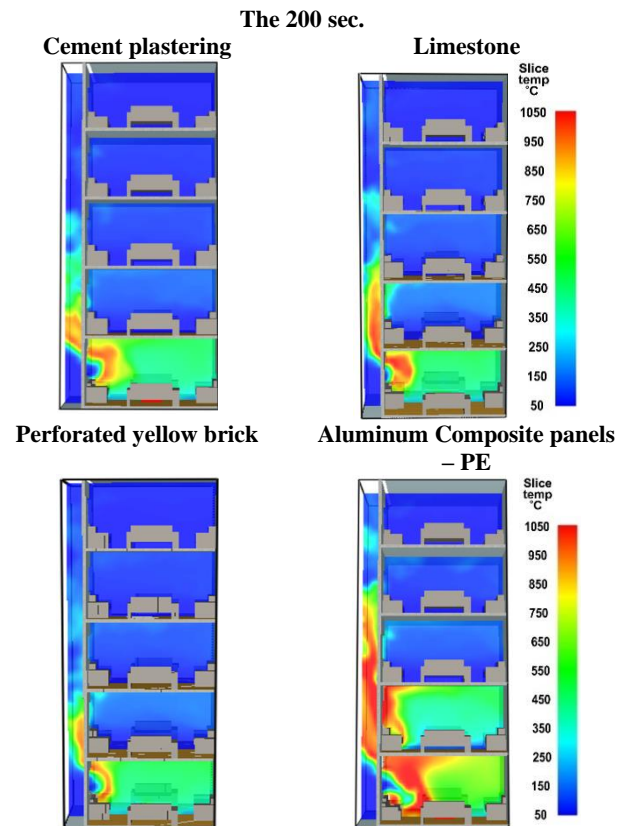 The 200 sec.
Cement plastering
Limestone
Slice
temp
°C
1050
950
850
750
650
550
450
350
250
150
50
Perforated yellow brick
Aluminum Composite panels
– PE
Slice
temp
°C
1050
950
850
750
650
550
450
350
250
150
50